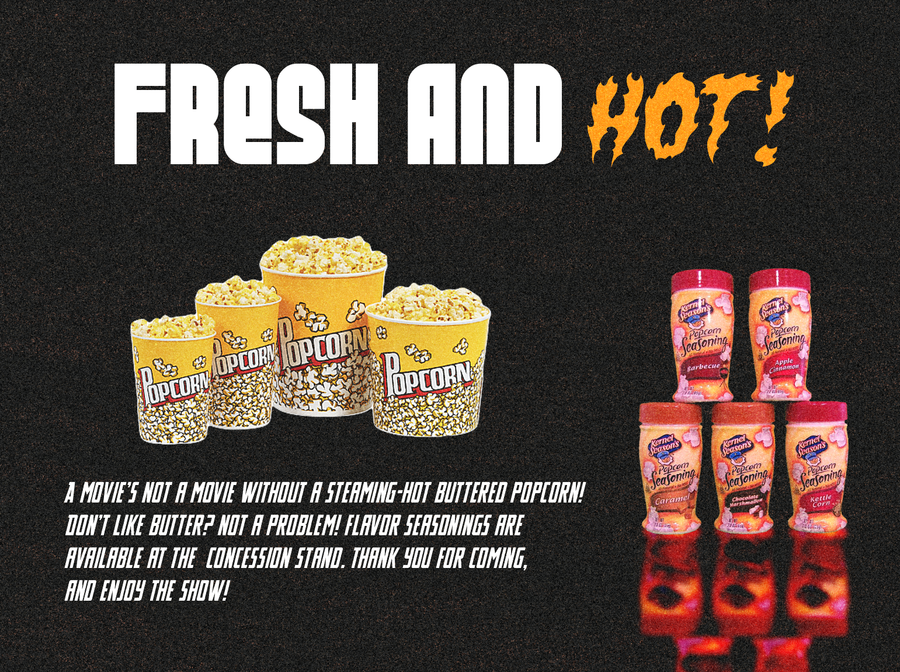 FRESH AND HOT!
POPCORN
POPCORN
POPCORN
POPCORN
Kernel Season's
Popcorn
Seasoning
Barbecue
Kernel Season's
Popcorn
Seasoning
Apple
Cinnamon
Kernel Season's
Popcorn
Seasoning
Caramel
Kernel Season's
Popcorn
Seasoning
Chocolate
Marshmallow
Kernel Season's
Popcorn
Seasoning
Kettle
Corn
A MOVIE'S NOT A MOVIE WITHOUT A STEAMING-HOT BUTTERED POPCORN!
DON'T LIKE BUTTER? NOT A PROBLEM! FLAVOR SEASONINGS ARE
AVAILABLE AT THE CONCESSION STAND. THANK YOU FOR COMING,
AND ENJOY THE SHOW!